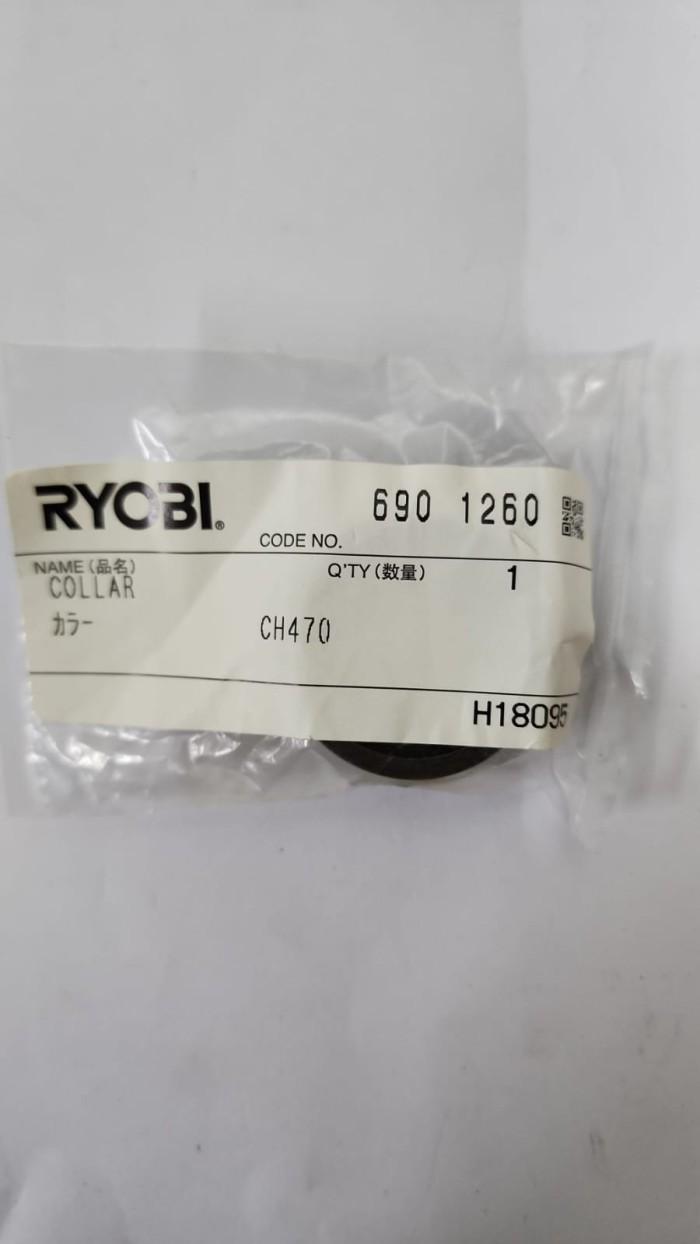 RYOBI® 690 1260
CODE NO.
NAME (品名) Q'TY (数量) 1
COLLAR
カラー CH470
H18095